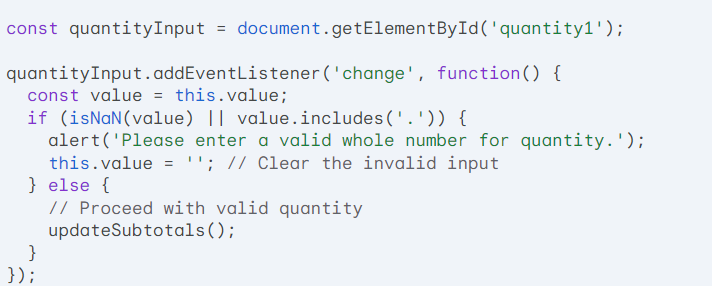 const quantityInput = document.getElementById('quantity1');

quantityInput.addEventListener('change', function() {
  const value = this.value;
  if (isNaN(value) || value.includes('.')) {
    alert('Please enter a valid whole number for quantity.');
    this.value = ''; // Clear the invalid input
  } else {
    // Proceed with valid quantity
    updateSubtotals();
  }
});